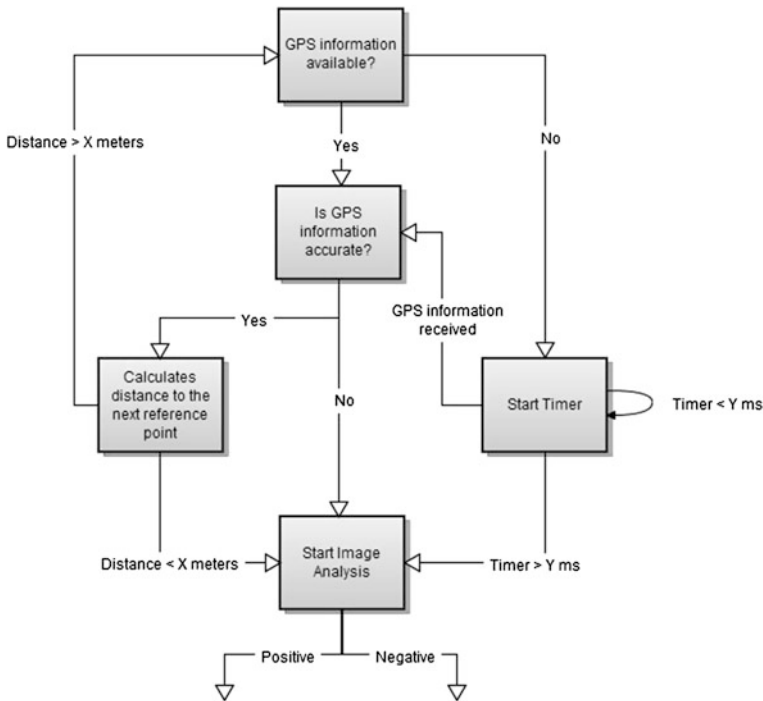 GPS information
available?
Distance > X meters
No
Yes
Is GPS
information
accurate?
GPS information
received
Yes
Calculates
distance to the
next reference
point
No
Start Timer
Timer < Y ms
Start Image
Analysis
Distance < X meters
Timer > Y ms
Positive
Negative